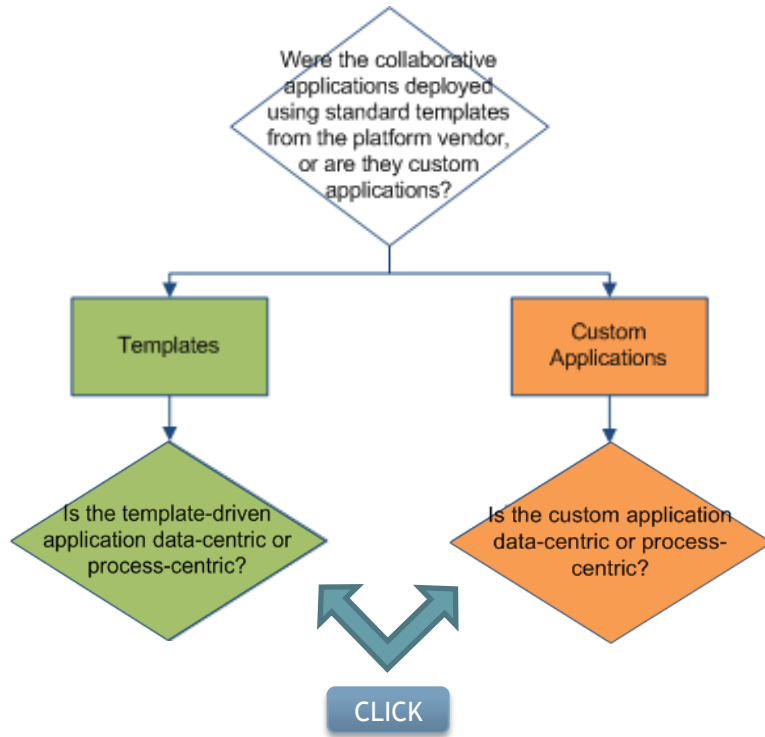 Were the collaborative
applications deployed
using standard templates
from the platform vendor,
or are they custom
applications?
Templates
Custom
Applications
Is the template-driven
application data-centric or
process-centric?
Is the custom application
data-centric or process-
centric?
CLICK